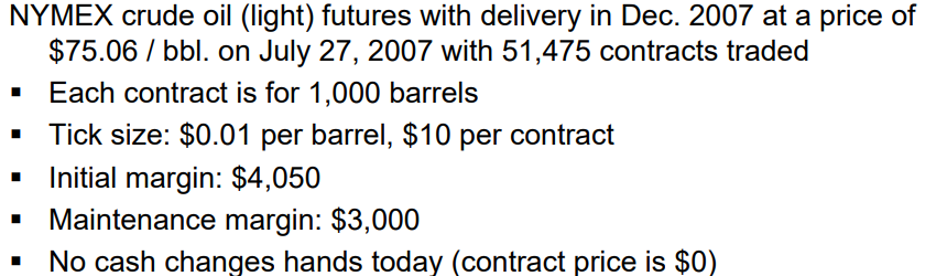 NYMEX crude oil (light) futures with delivery in Dec. 2007 at a price of
$75.06 / bbl. on July 27, 2007 with 51,475 contracts traded
▪ Each contract is for 1,000 barrels
▪ Tick size: $0.01 per barrel, $10 per contract
▪ Initial margin: $4,050
▪ Maintenance margin: $3,000
▪ No cash changes hands today (contract price is $0)